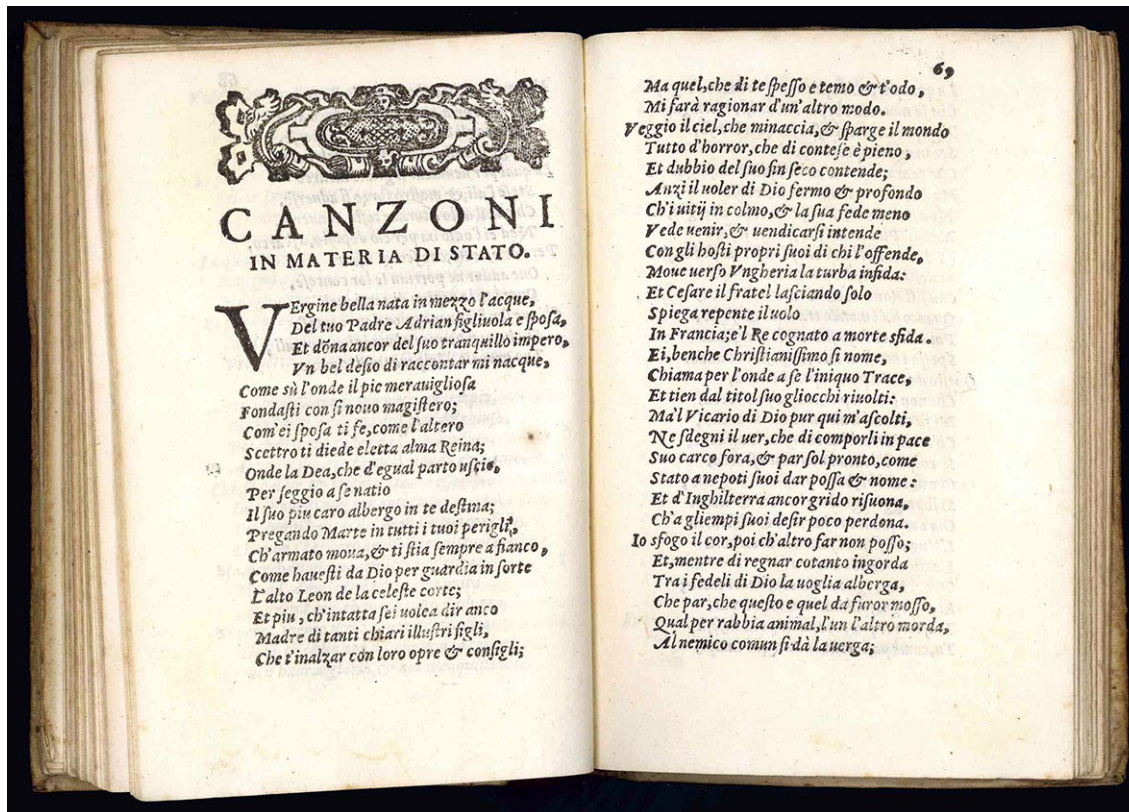 CANZONI
IN MATERIA DI STATO.
VErgine bella nata in mezzo l'acque,
Del tuo Padre Adrian figliuola e sposa,
Et dõna ancor del suo tranquillo impero,
Vn bel desio di raccontar mi nacque,
Come sù l'onde il pie merauigliosa
Fondasti con si nouo magistero;
Com'ei sposa ti fe, come l'altero
Scettro ti diede eletta alma Reina;
Onde la Dea, che d'egual parto uscio,
Per seggio a se natio
Il suo piu caro albergo in te destina;
Pregando Marte in tutti i tuoi perigli,
Ch'armato moua, & ti stia sempre a fianco,
Come hauesti da Dio per guardia in sorte
L'alto Leon de la celeste corte;
Et piu, ch'intatta sei uolea dir anco
Madre di tanti chiari illustri figli,
Che t'inalzar con loro opre & consigli;
69
Ma quel, che di te spesso e temo & t'odo,
Mi farà ragionar d'un'altro modo.
Veggio il ciel, che minaccia, & sparge il mondo
Tutto d'horror, che di contese è pieno,
Et dubbio del suo fin seco contende;
Anzi il uoler di Dio fermo & profondo
Ch'i uitij in colmo, & la sua fede meno
Vede uenir, & uendicarsi intende
Con gli hosti propri suoi di chi l'offende,
Moue uerso Vngheria la turba infida:
Et Cesare il fratel lasciando solo
Spiega repente il uolo
In Francia; e'l Re cognato a morte sfida.
Ei, benche Christianissimo si nome,
Chiama per l'onde a se l'iniquo Trace,
Et tien dal titol suo gliocchi riuolti:
Ma'l Vicario di Dio pur qui m'ascolti,
Ne sdegni il uer, che di comporli in pace
Suo carco fora, & par sol pronto, come
Stato a nepoti suoi dar possa & nome:
Et d'Inghilterra ancor grido risuona,
Ch'a gliempi suoi desir poco perdona.
Io sfogo il cor, poi ch'altro far non posso;
Et, mentre di regnar cotanto ingorda
Tra i fedeli di Dio la uoglia alberga,
Che par, che questo e quel da furor mosso,
Qual per rabbia animal, l'un l'altro morda,
Al nemico comun si dà la uerga;